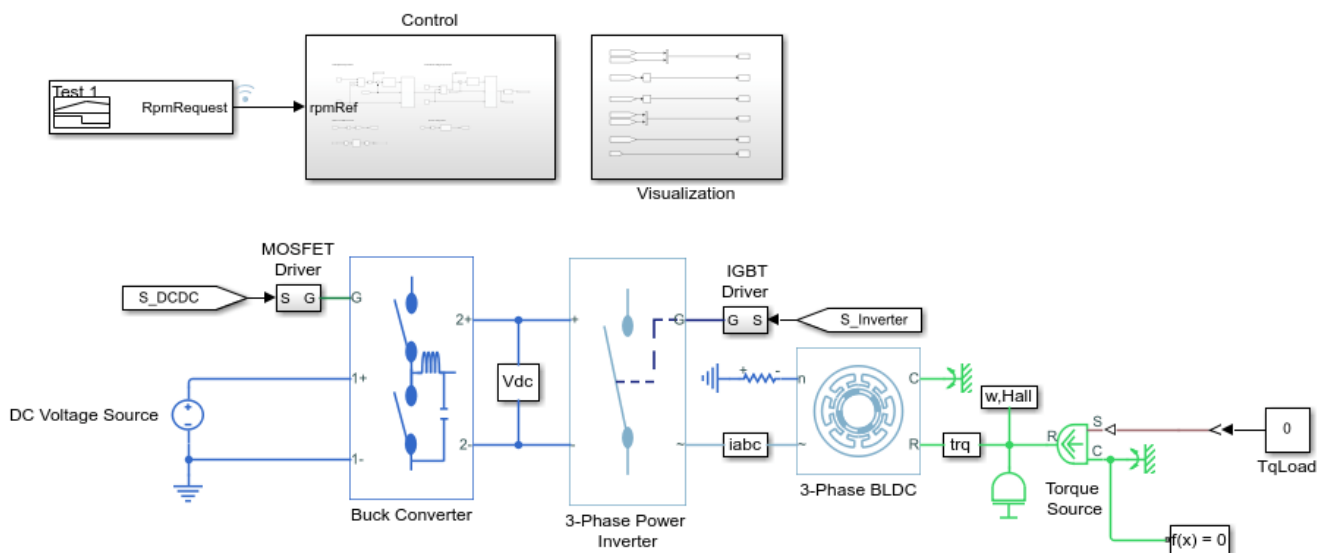 Control
Test 1
RpmRequest
rpmRef
Visualization
MOSFET
Driver
S_DCDC
S G
G
2+
1+
1-
2-
DC Voltage Source
Buck Converter
Vdc
+
-
G
~
3-Phase Power
Inverter
IGBT
Driver
G S
S_Inverter
+ -
n
~
C
R
iabc
3-Phase BLDC
trq
w,Hall
R
S
C
Torque
Source
0
TqLoad
f(x) = 0